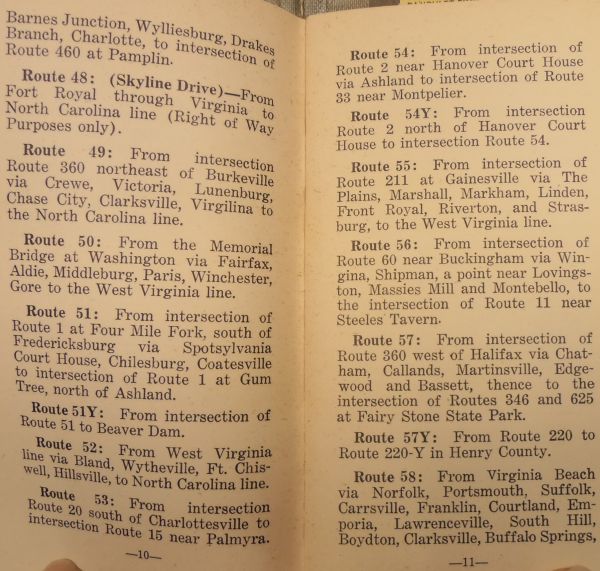 Barnes Junction, Wylliesburg, Drakes
Branch, Charlotte, to intersection of
Route 460 at Pamplin.
Route 48: (Skyline Drive)—From
Fort Royal through Virginia to
North Carolina line (Right of Way
Purposes only).
Route 49: From intersection
Route 360 northeast of Burkeville
via Crewe, Victoria, Lunenburg,
Chase City, Clarksville, Virgilina to
the North Carolina line.
Route 50: From the Memorial
Bridge at Washington via Fairfax,
Aldie, Middleburg, Paris, Winchester,
Gore to the West Virginia line.
Route 51: From intersection of
Route 1 at Four Mile Fork, south of
Fredericksburg via Spotsylvania
Court House, Chilesburg, Coatesville
to intersection of Route 1 at Gum
Tree, north of Ashland.
Route 51Y: From intersection of
Route 51 to Beaver Dam.
Route 52: From West Virginia
line via Bland, Wytheville, Ft. Chis-
well, Hillsville, to North Carolina line.
Route 53: From intersection
Route 20 south of Charlottesville to
intersection Route 15 near Palmyra.
—10—
Route 54: From intersection of
Route 2 near Hanover Court House
via Ashland to intersection of Route
33 near Montpelier.
Route 54Y: From intersection
Route 2 north of Hanover Court
House to intersection Route 54.
Route 55: From intersection of
Route 211 at Gainesville via The
Plains, Marshall, Markham, Linden,
Front Royal, Riverton, and Stras-
burg, to the West Virginia line.
Route 56: From intersection of
Route 60 near Buckingham via Win-
gina, Shipman, a point near Lovings-
ton, Massies Mill and Montebello, to
the intersection of Route 11 near
Steeles Tavern.
Route 57: From intersection of
Route 360 west of Halifax via Chat-
ham, Callands, Martinsville, Edge-
wood and Bassett, thence to the
intersection of Routes 346 and 625
at Fairy Stone State Park.
Route 57Y: From Route 220 to
Route 220-Y in Henry County.
Route 58: From Virginia Beach
via Norfolk, Portsmouth, Suffolk,
Carrsville, Franklin, Courtland, Em-
poria, Lawrenceville, South Hill,
Boydton, Clarksville, Buffalo Springs,
—11—